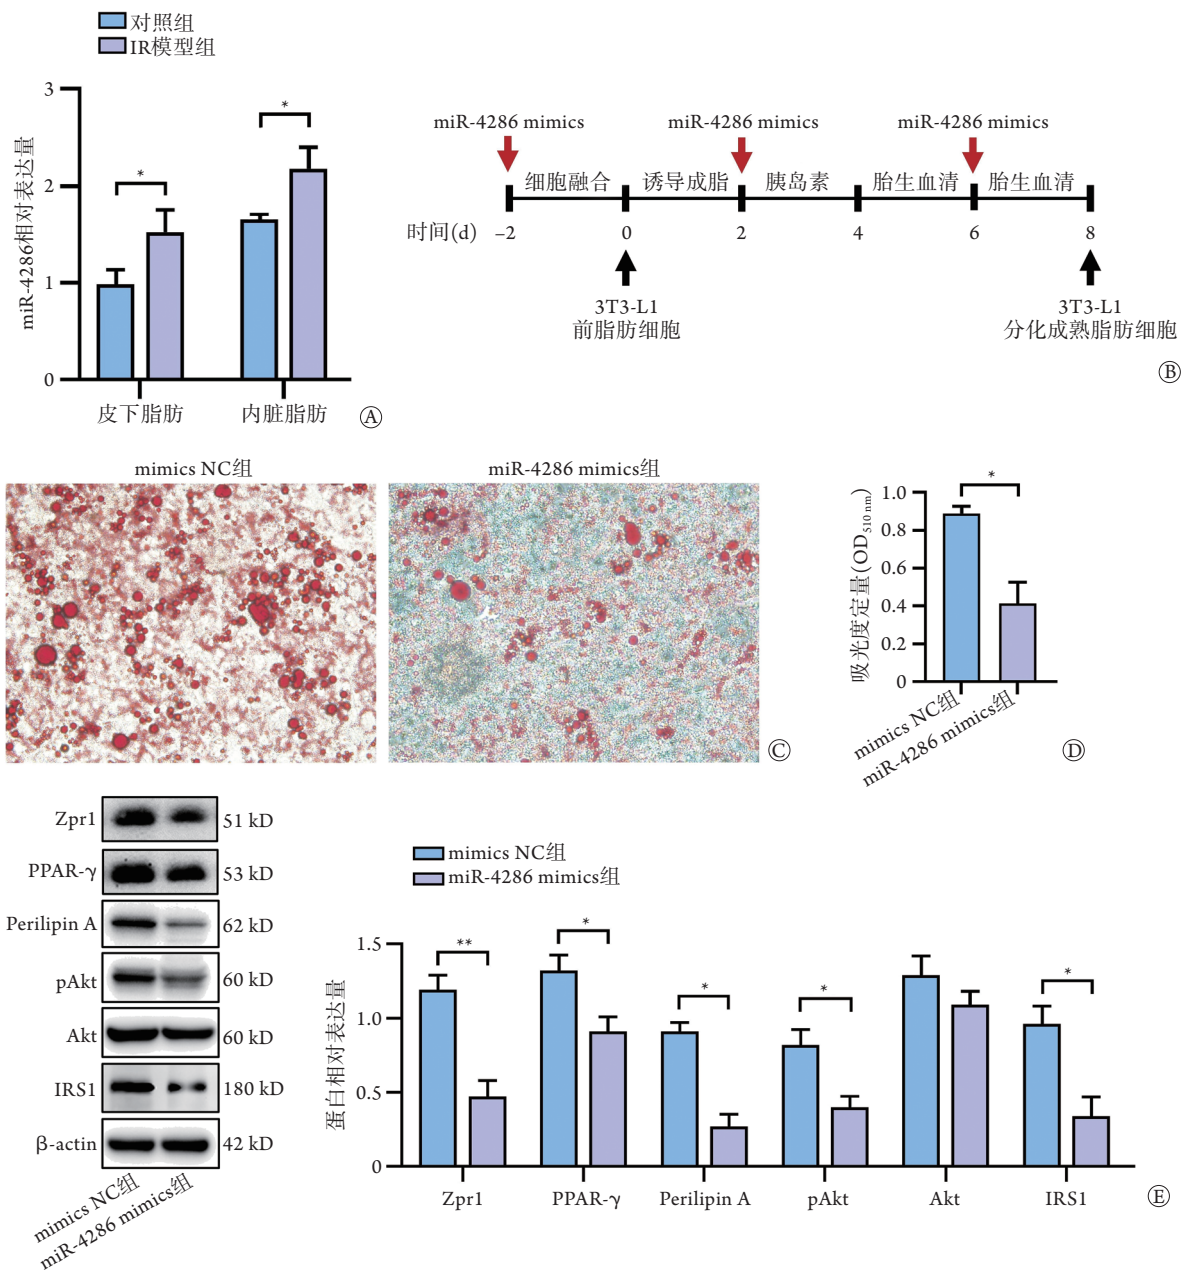 对照组
IR模型组
miR-4286相对表达量
3
2
1
0
*
*
皮下脂肪
内脏脂肪
Ⓐ
miR-4286 mimics
miR-4286 mimics
miR-4286 mimics
细胞融合
诱导成脂
胰岛素
胎生血清
胎生血清
时间(d)
–2
0
2
4
6
8
3T3-L1
前脂肪细胞
3T3-L1
分化成熟脂肪细胞
Ⓑ
mimics NC组
miR-4286 mimics组
Ⓒ
吸光度定量(OD510 nm)
1.0
0.8
0.6
0.4
0.2
0
*
mimics NC组
miR-4286 mimics组
Ⓓ
Zpr1
51 kD
PPAR-γ
53 kD
Perilipin A
62 kD
pAkt
60 kD
Akt
60 kD
IRS1
180 kD
β-actin
42 kD
mimics NC组
miR-4286 mimics组
mimics NC组
miR-4286 mimics组
蛋白相对表达量
1.5
1.0
0.5
0
**
*
*
*
*
Zpr1
PPAR-γ
Perilipin A
pAkt
Akt
IRS1
Ⓔ